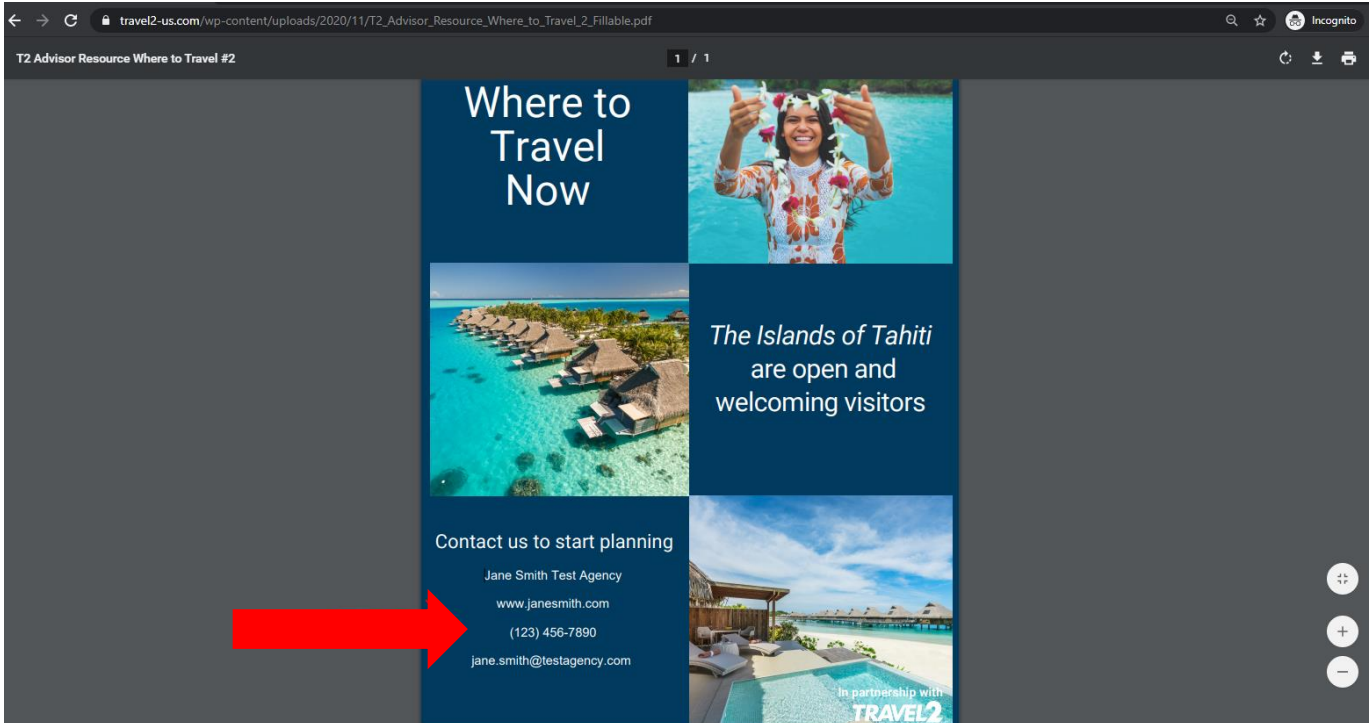 travel2-us.com/wp-content/uploads/2020/11/T2_Advisor_Resource_Where_to_Travel_2_Fillable.pdf
Incognito
T2 Advisor Resource Where to Travel #2
1 / 1
Where to
Travel
Now
The Islands of Tahiti
are open and
welcoming visitors
Contact us to start planning
Jane Smith Test Agency
www.janesmith.com
(123) 456-7890
jane.smith@testagency.com
In partnership with
TRAVEL2